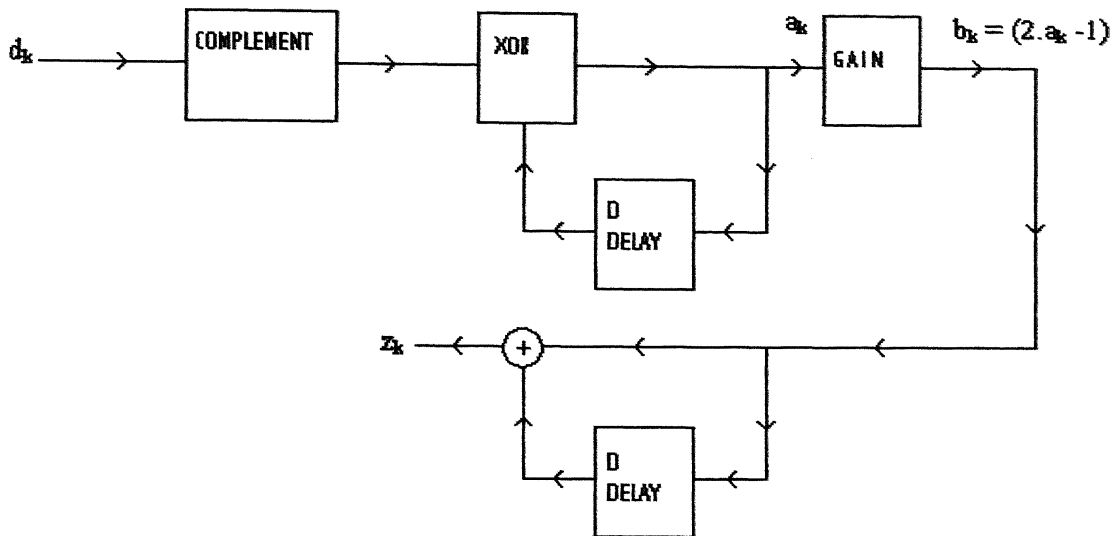 d_k
COMPLEMENT
XOR
a_k
GAIN
b_k = (2.a_k -1)
D
DELAY
z_k
+
D
DELAY